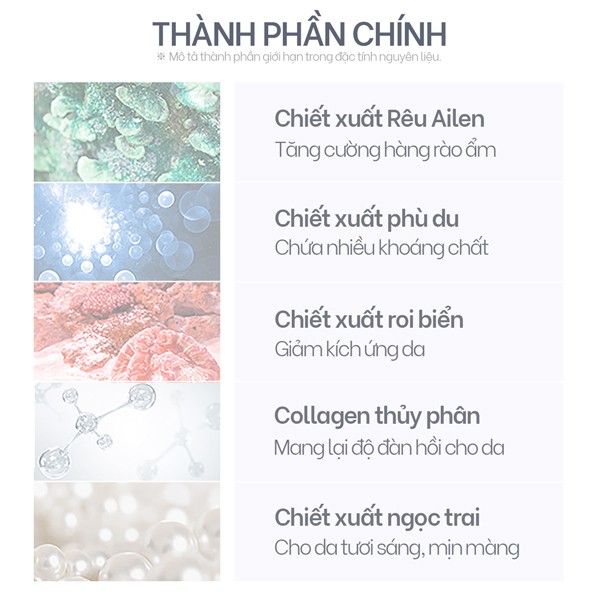 THÀNH PHẦN CHÍNH
※ Mô tả thành phần giới hạn trong đặc tính nguyên liệu.
Chiết xuất Rêu Ailen
Tăng cường hàng rào ẩm
Chiết xuất phù du
Chứa nhiều khoáng chất
Chiết xuất roi biển
Giảm kích ứng da
Collagen thủy phân
Mang lại độ đàn hồi cho da
Chiết xuất ngọc trai
Cho da tươi sáng, mịn màng